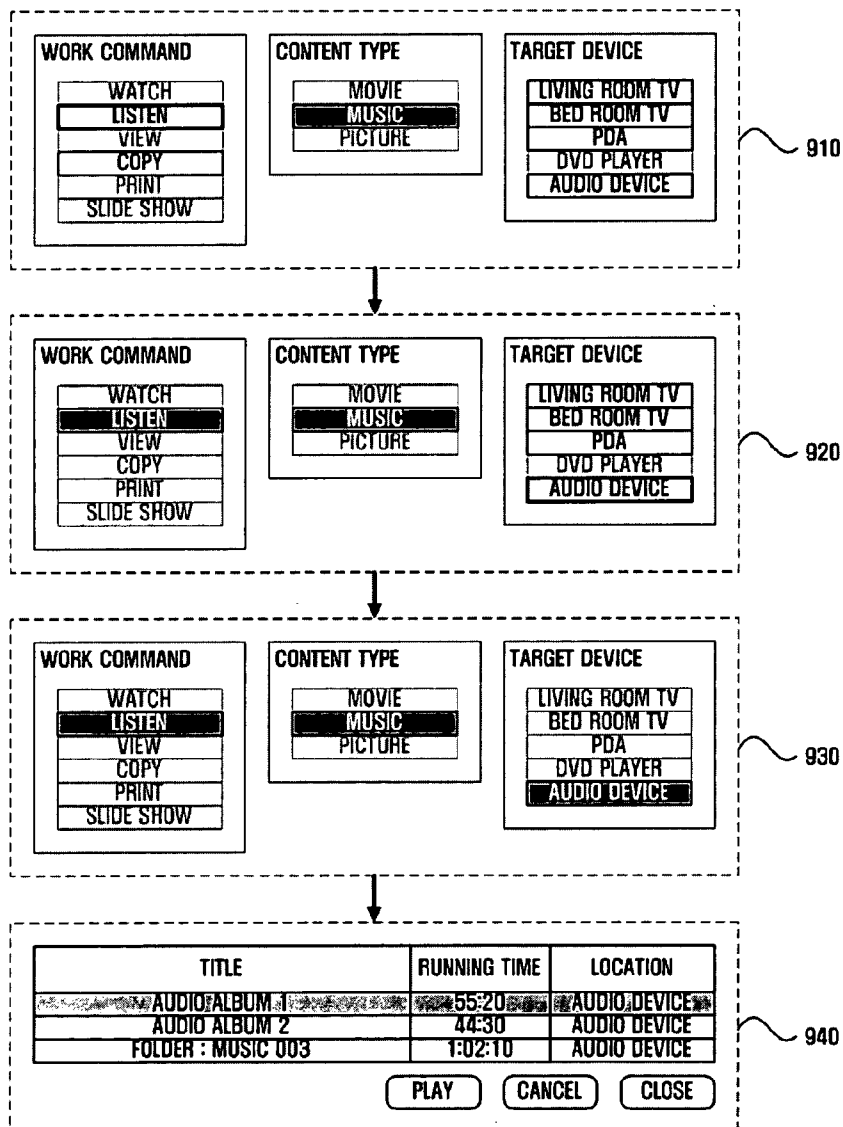 WORK COMMAND
WATCH
LISTEN
VIEW
COPY
PRINT
SLIDE SHOW
CONTENT TYPE
MOVIE
MUSIC
PICTURE
TARGET DEVICE
LIVING ROOM TV
BED ROOM TV
PDA
DVD PLAYER
AUDIO DEVICE
910
WORK COMMAND
WATCH
LISTEN
VIEW
COPY
PRINT
SLIDE SHOW
CONTENT TYPE
MOVIE
MUSIC
PICTURE
TARGET DEVICE
LIVING ROOM TV
BED ROOM TV
PDA
DVD PLAYER
AUDIO DEVICE
920
WORK COMMAND
WATCH
LISTEN
VIEW
COPY
PRINT
SLIDE SHOW
CONTENT TYPE
MOVIE
MUSIC
PICTURE
TARGET DEVICE
LIVING ROOM TV
BED ROOM TV
PDA
DVD PLAYER
AUDIO DEVICE
930
TITLE RUNNING TIME LOCATION
AUDIO ALBUM 1 55:20 AUDIO DEVICE
AUDIO ALBUM 2 44:30 AUDIO DEVICE
FOLDER : MUSIC 003 1:02:10 AUDIO DEVICE
940
PLAY CANCEL CLOSE